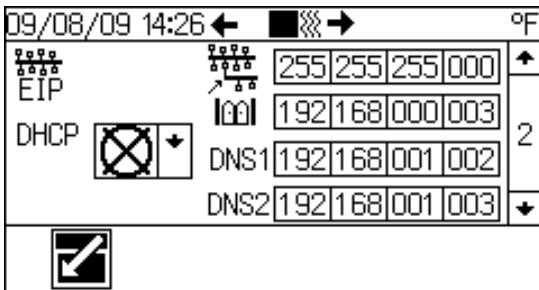 09/08/09 14:26 °F
EIP
255 255 255 000
192 168 000 003
DHCP
2
DNS1 192 168 001 002
DNS2 192 168 001 003